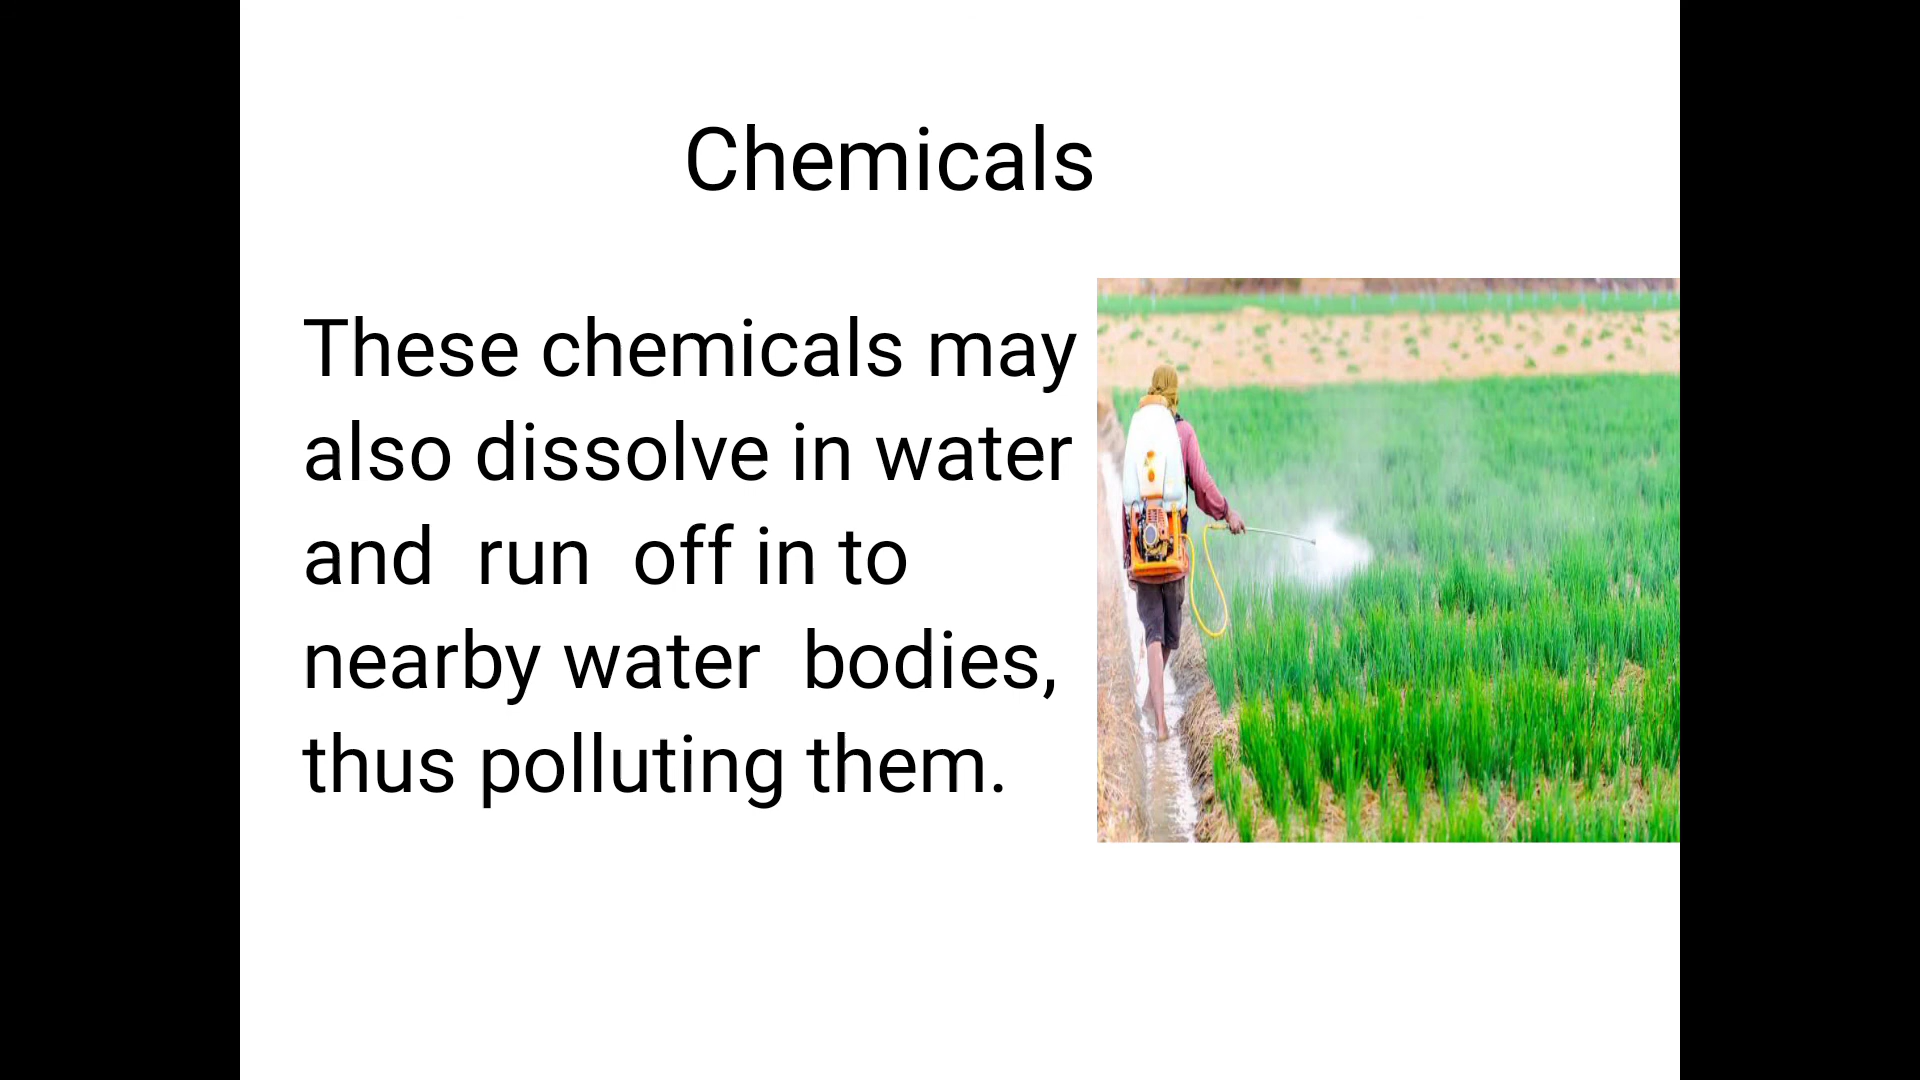 Chemicals
These chemicals may
also dissolve in water
and  run  off in to
nearby water  bodies,
thus polluting them.